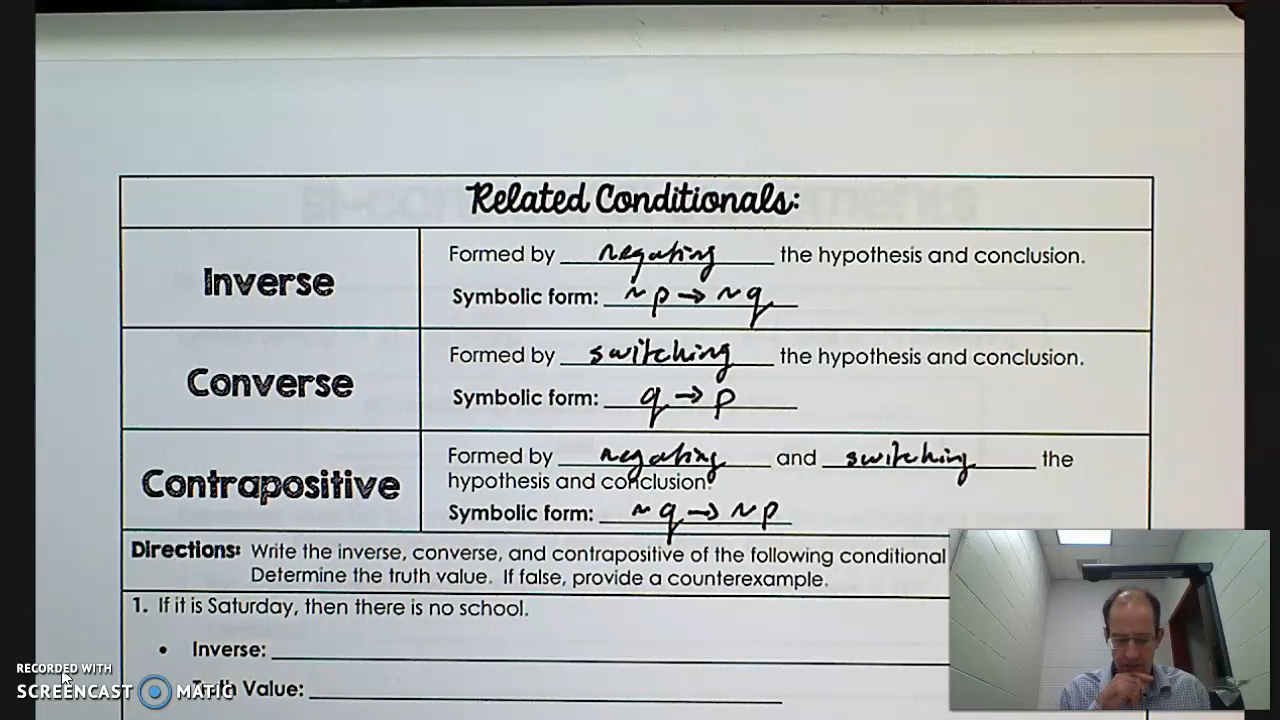 Related Conditionals:
Inverse
Formed by negating the hypothesis and conclusion.
Symbolic form: ~p → ~q
Converse
Formed by switching the hypothesis and conclusion.
Symbolic form: q → p
Contrapositive
Formed by negating and switching the
hypothesis and conclusion.
Symbolic form: ~q → ~p
Directions: Write the inverse, converse, and contrapositive of the following conditional
Determine the truth value. If false, provide a counterexample.
1. If it is Saturday, then there is no school.
• Inverse:
Truth Value:
RECORDED WITH
SCREENCAST MATIC